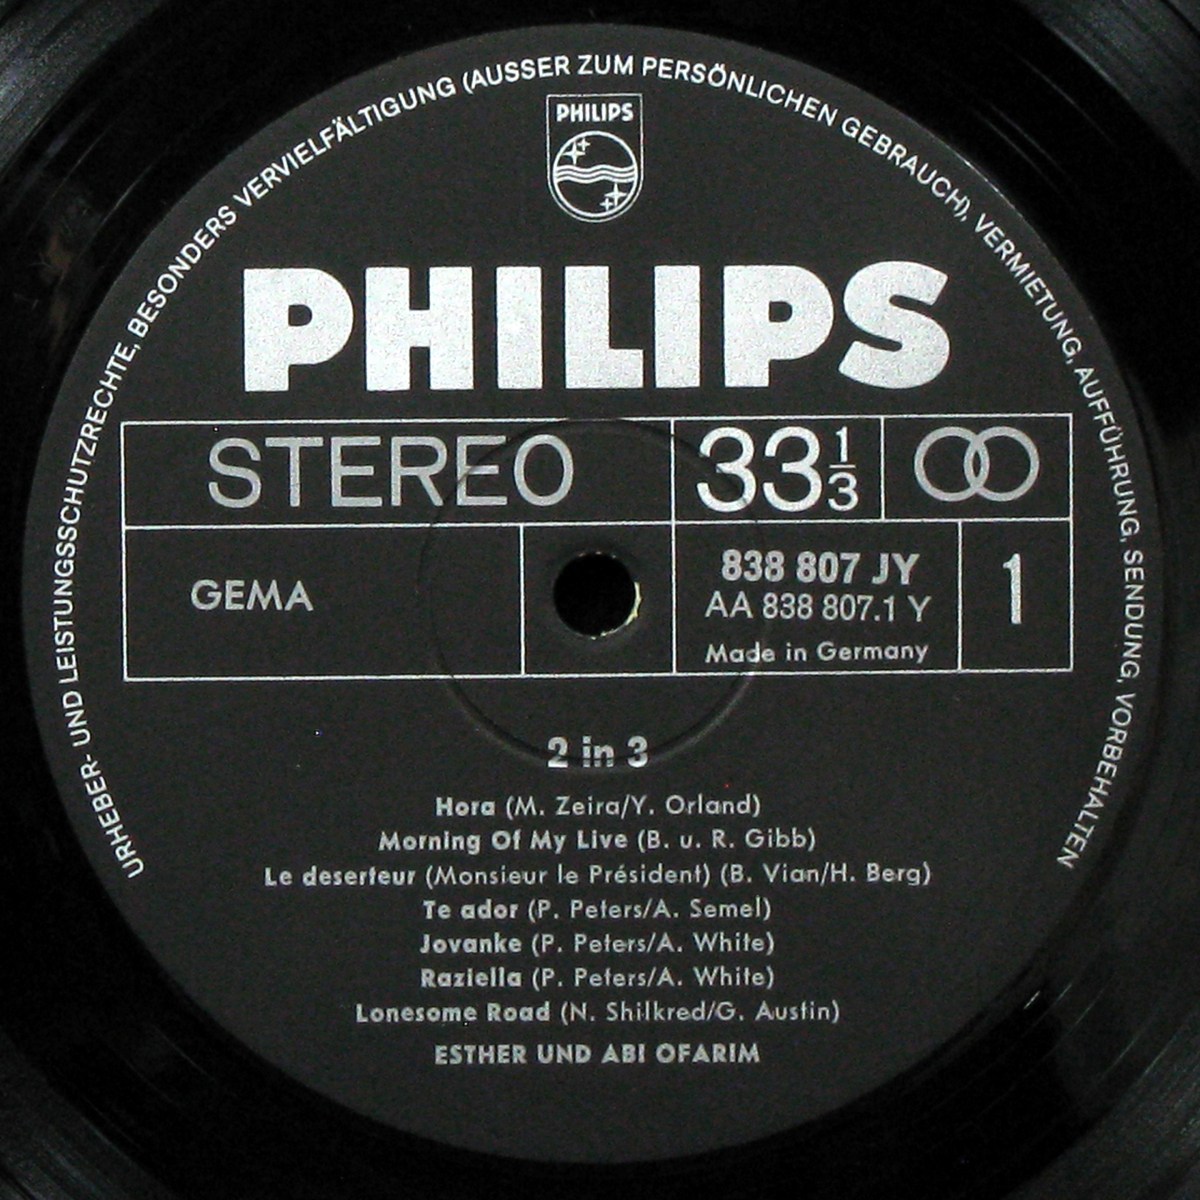 URHEBER- UND LEISTUNGSSCHUTZRECHTE, BESONDERS VERVIELFÄLTIGUNG (AUSSER ZUM PERSÖNLICHEN GEBRAUCH), VERMIETUNG, AUFFÜHRUNG, SENDUNG, VORBEHALTEN
PHILIPS
PHILIPS
STEREO 33 1/3
GEMA
838 807 JY
AA 838 807.1 Y
Made in Germany
1
2 in 3
Hora (M. Zeira/Y. Orland)
Morning Of My Live (B. u. R. Gibb)
Le deserteur (Monsieur le Président) (B. Vian/H. Berg)
Te ador (P. Peters/A. Semel)
Jovanke (P. Peters/A. White)
Raziella (P. Peters/A. White)
Lonesome Road (N. Shilkred/G. Austin)
ESTHER UND ABI OFARIM